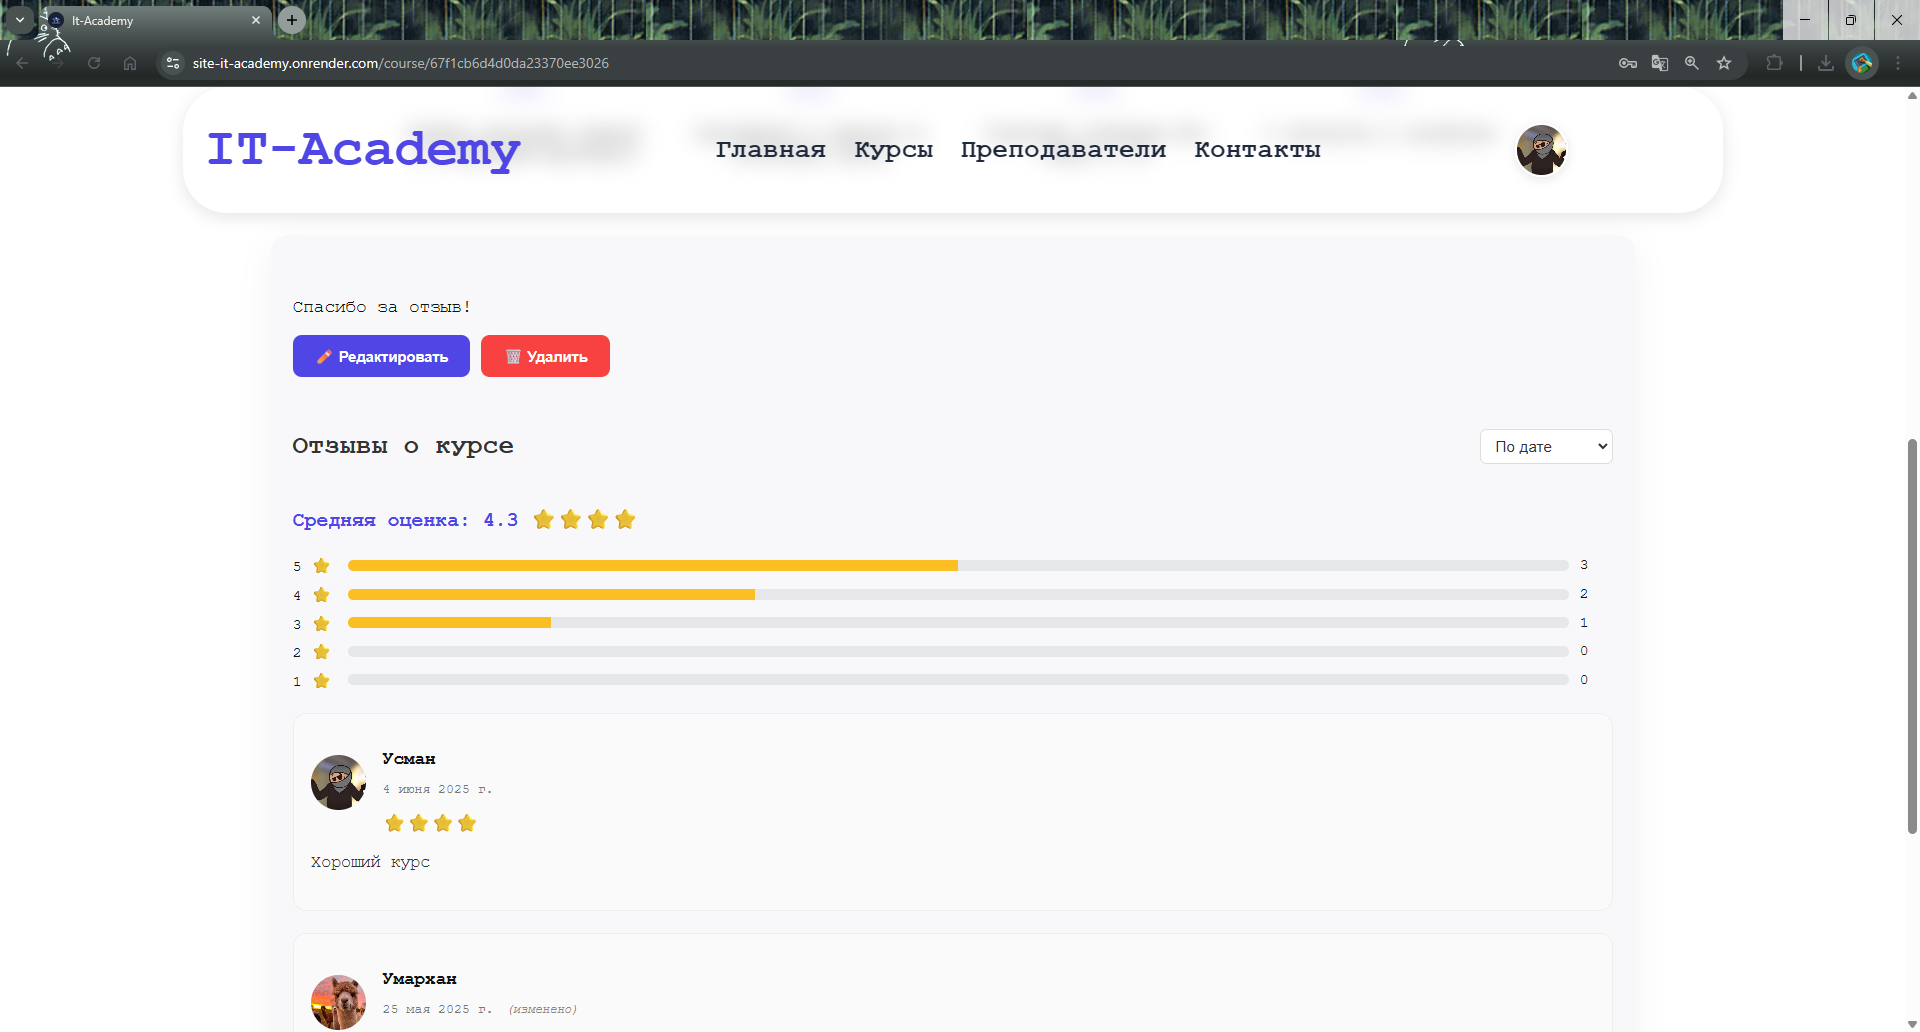 It-Academy
site-it-academy.onrender.com/course/67f1cb6d4d0da23370ee3026
IT-Academy
Главная Курсы Преподаватели Контакты
Спасибо за отзыв!
Редактировать Удалить
Отзывы о курсе
По дате
Средняя оценка: 4.3
5 3
4 2
3 1
2 0
1 0
Усман
4 июня 2025 г.
Хороший курс
Умархан
25 мая 2025 г. (изменено)